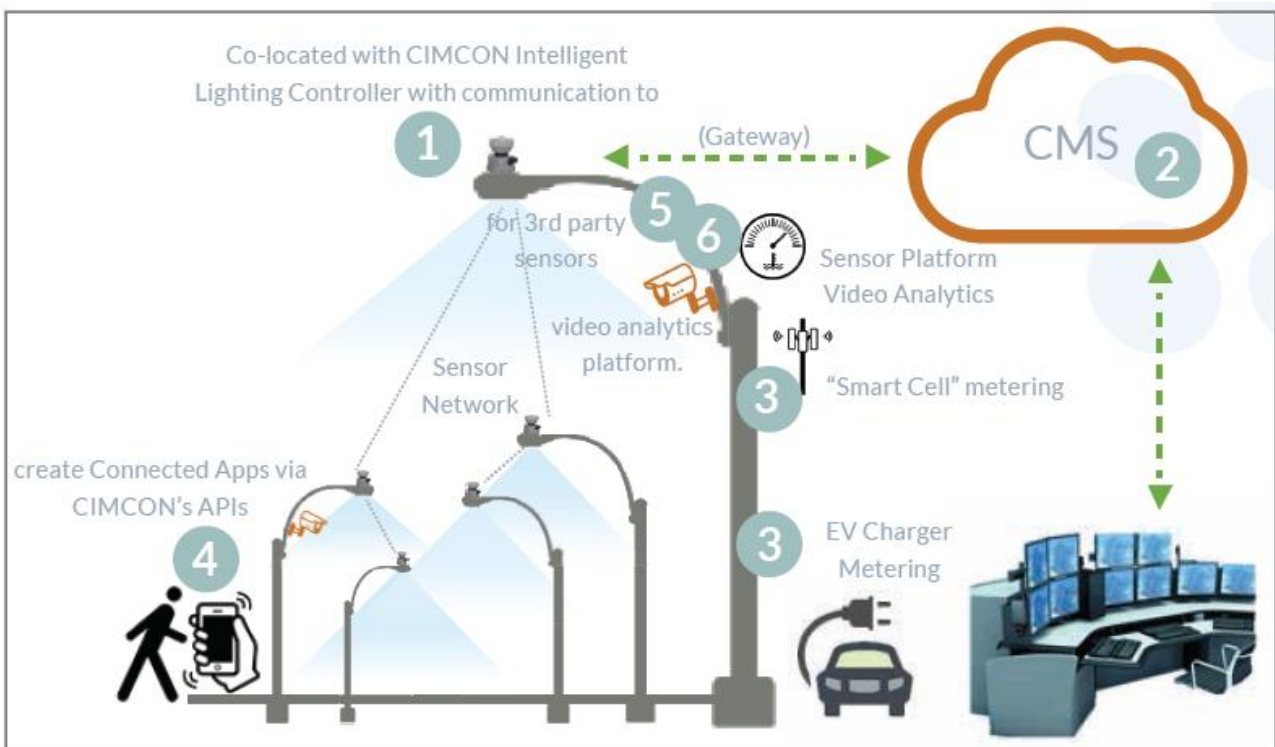 Co-located with CIMCON Intelligent
Lighting Controller with communication to
1
(Gateway)
CMS
2
5
for 3rd party
sensors
6
Sensor Platform
Video Analytics
video analytics
platform.
3
"Smart Cell" metering
Sensor
Network
create Connected Apps via
CIMCON's APIs
4
3
EV Charger
Metering